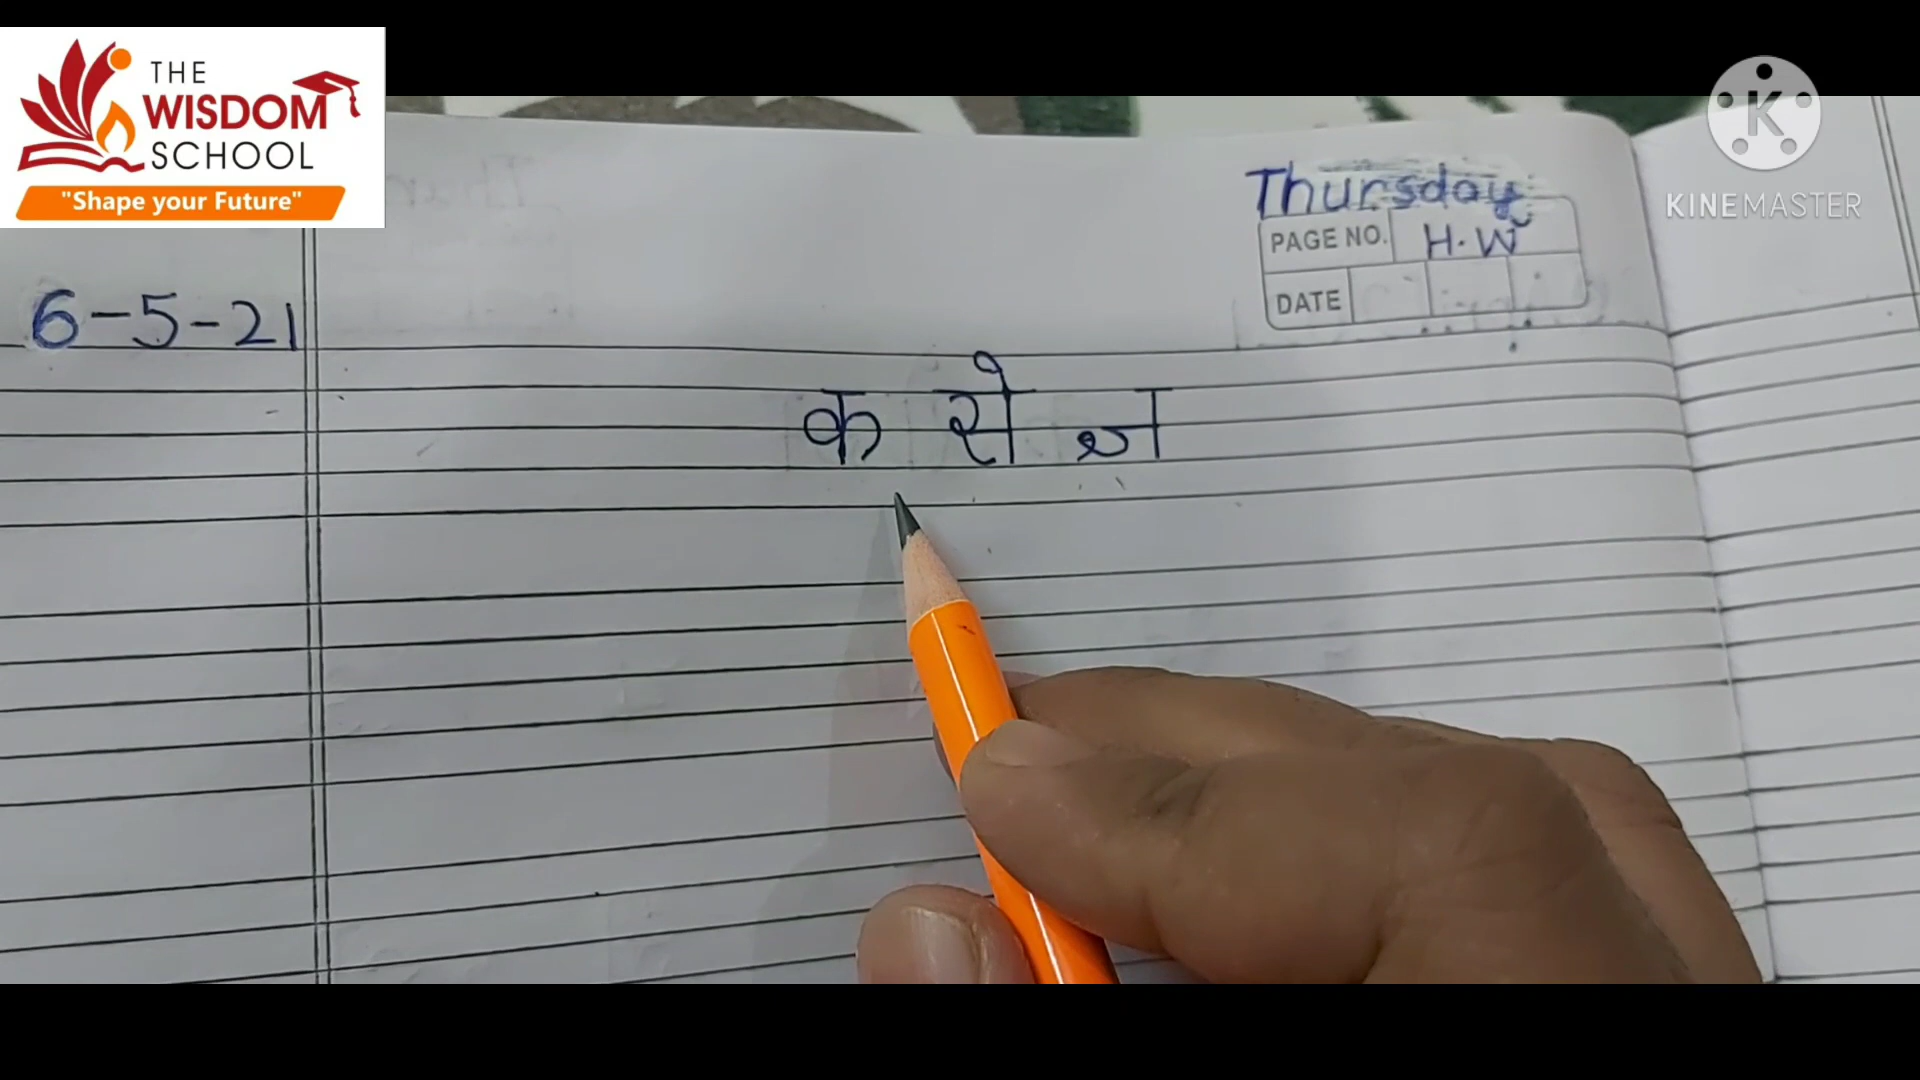 THE
WISDOM
SCHOOL
"Shape your Future"
K
KINEMASTER
Thursday
PAGE NO. H.W
DATE
6-5-21
क से ज